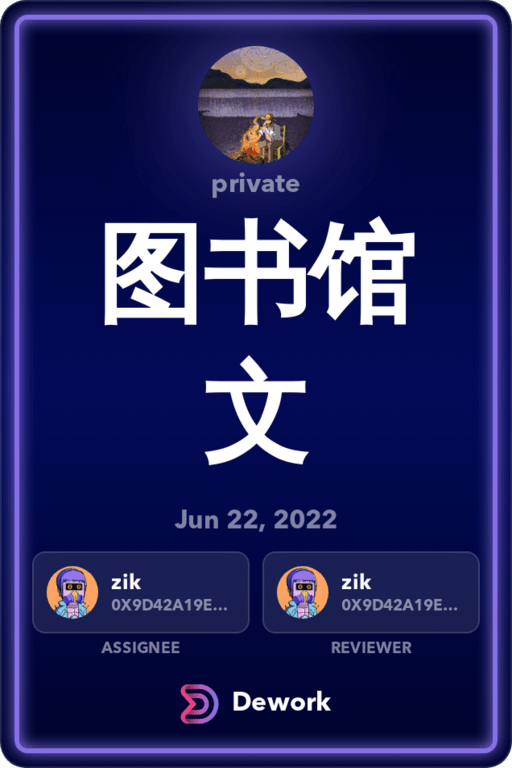 private
图书馆
文
Jun 22, 2022
zik
0X9D42A19E...
ASSIGNEE
zik
0X9D42A19E...
REVIEWER
Dework